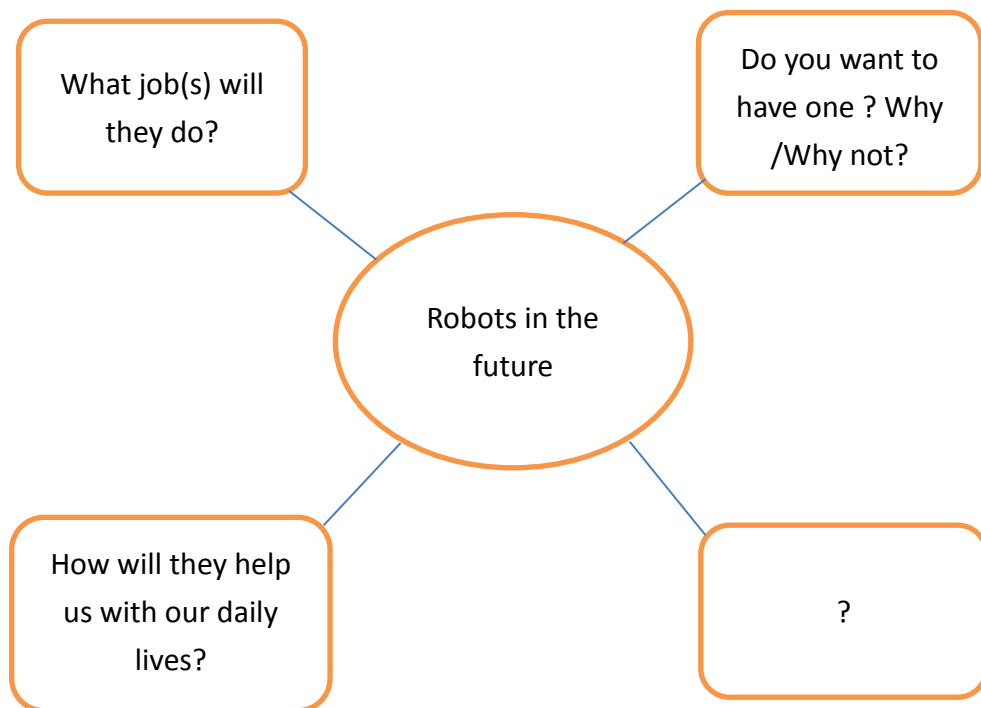 What job(s) will
they do?
Do you want to
have one ? Why
/Why not?
Robots in the
future
How will they help
us with our daily
lives?
?